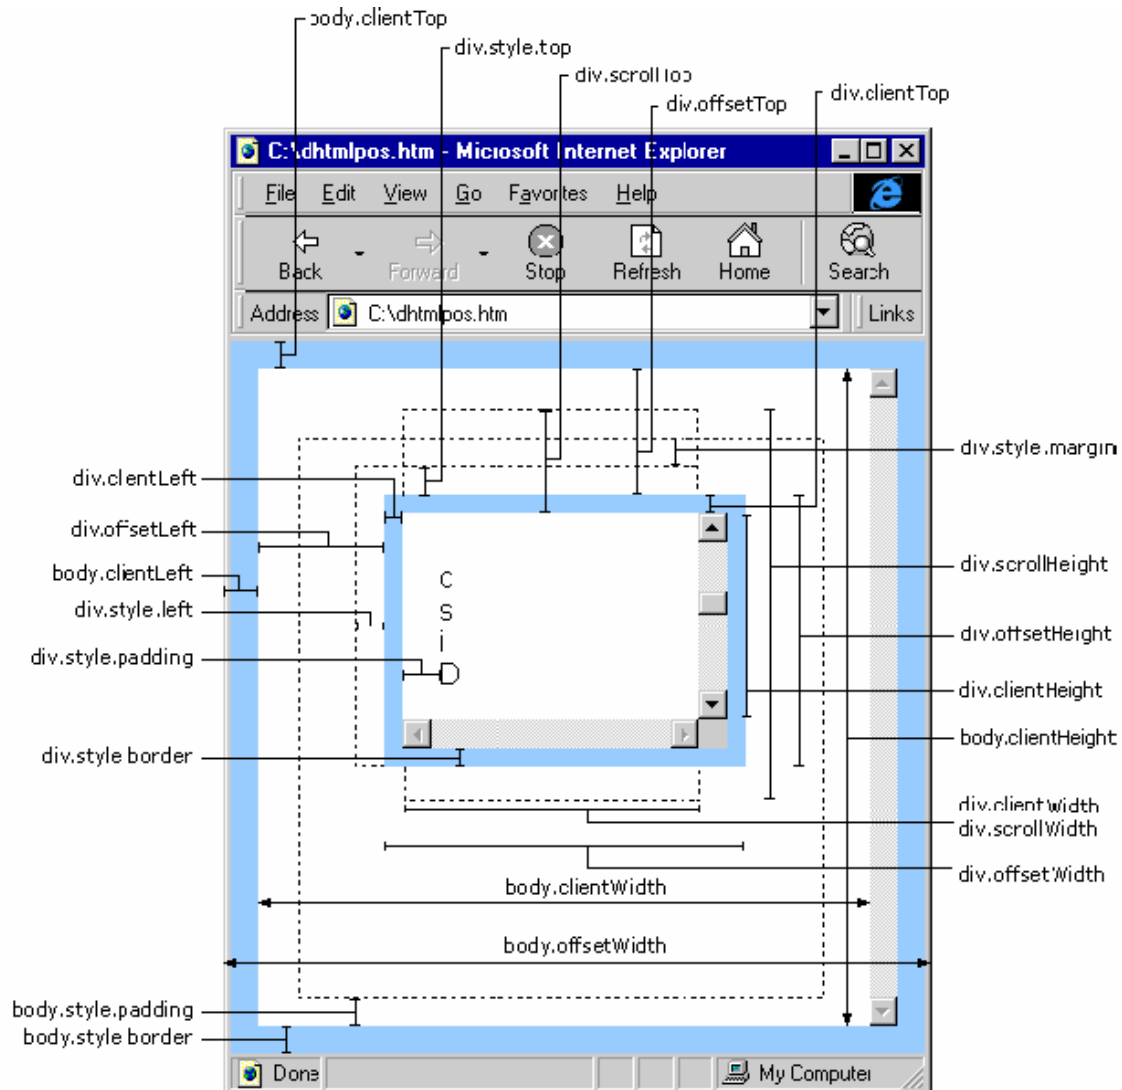 body.clientTop
div.style.top
div.scrollTop
div.offsetTop
div.clientTop
C:\dhtmlpos.htm - Microsoft Internet Explorer
File Edit View Go Favorites Help
Back Forward Stop Refresh Home Search
Address C:\dhtmlpos.htm Links
div.style.margin
div.clientLeft
div.offsetLeft
div.scrollHeight
body.clientLeft
C
div.style.left
S
i
div.offsetHeight
div.style.padding
D
div.clientHeight
body.clientHeight
div.style border
div.clientWidth
div.scrollWidth
div.offsetWidth
body.clientWidth
body.offsetWidth
body.style.padding
body.style border
Done My Computer